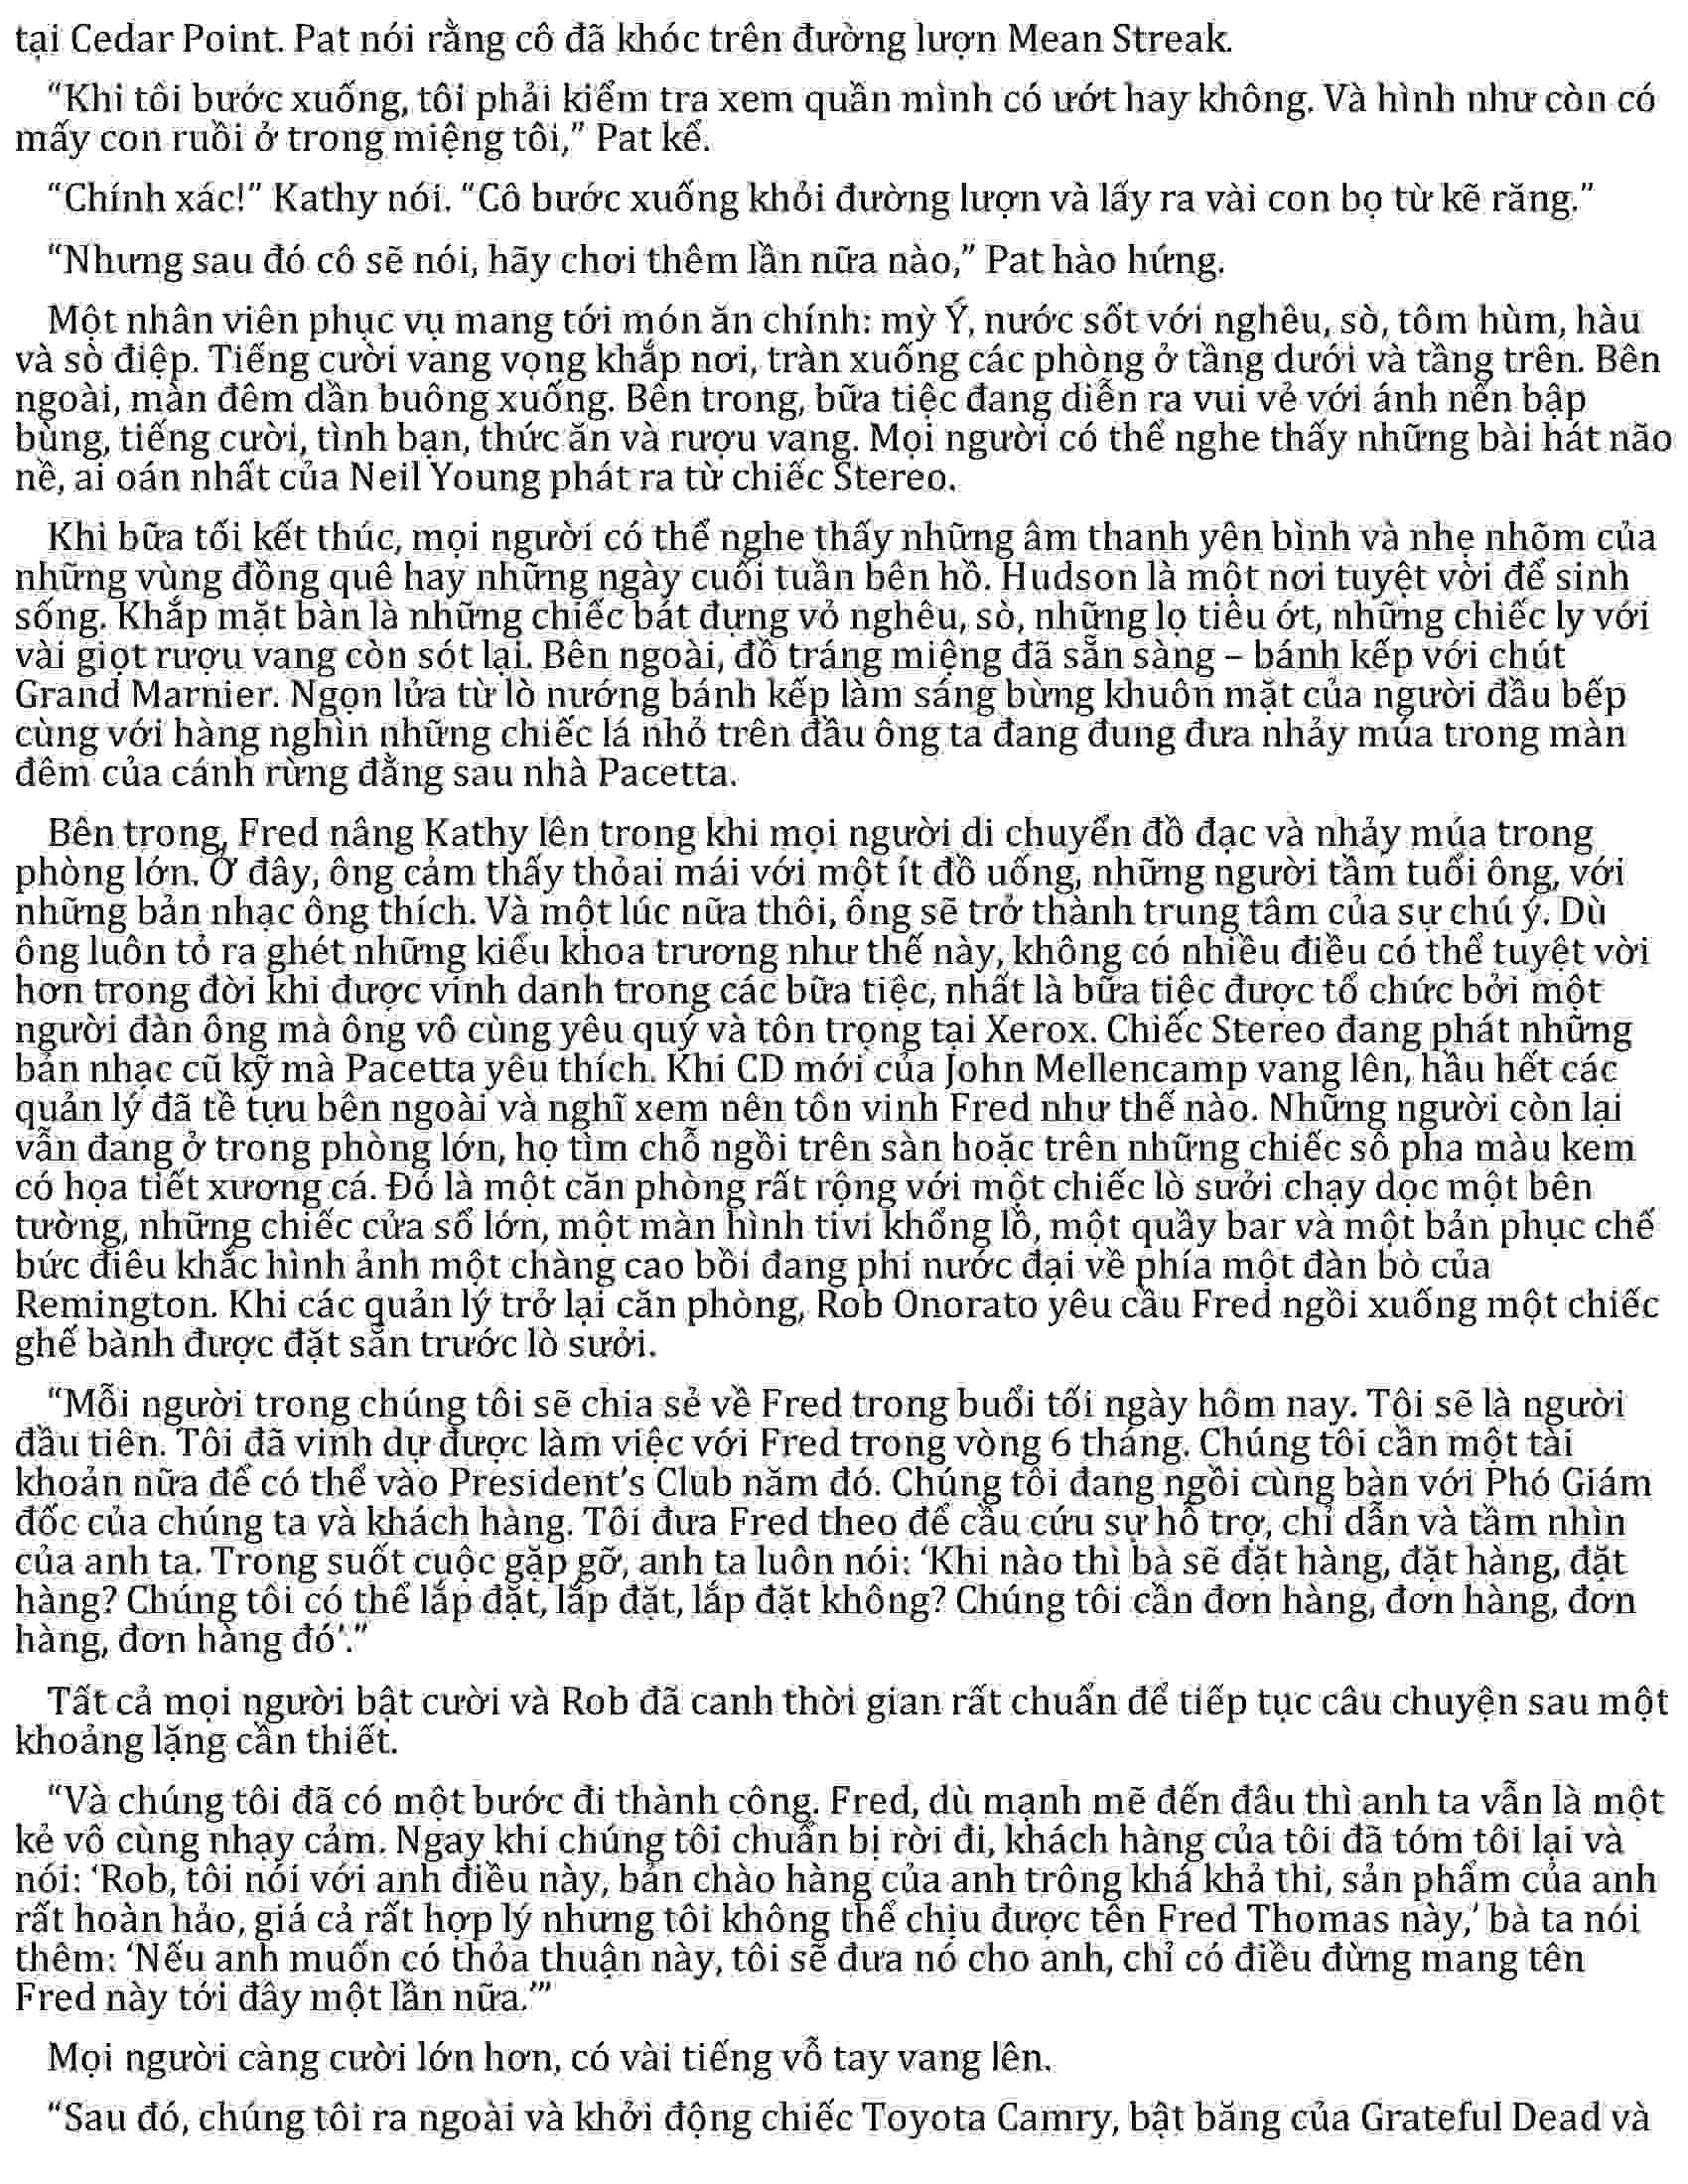 tại Cedar Point. Pat nói rằng cô đã khóc trên đường lượn Mean Streak.
“Khi tôi bước xuống, tôi phải kiểm tra xem quần mình có ướt hay không. Và hình như còn có
mấy con ruồi ở trong miệng tôi,” Pat kể.
“Chính xác!” Kathy nói. “Cô bước xuống khỏi đường lượn và lấy ra vài con bọ từ kẽ răng.”
“Nhưng sau đó cô sẽ nói, hãy chơi thêm lần nữa nào,” Pat hào hứng.
Một nhân viên phục vụ mang tới món ăn chính: mỳ Ý, nước sốt với nghêu, sò, tôm hùm, hàu
và sò điệp. Tiếng cười vang vọng khắp nơi, tràn xuống các phòng ở tầng dưới và tầng trên. Bên
ngoài, màn đêm dần buông xuống. Bên trong, bữa tiệc đang diễn ra vui vẻ với ánh nến bập
bùng, tiếng cười, tình bạn, thức ăn và rượu vang. Mọi người có thể nghe thấy những bài hát não
nề, ai oán nhất của Neil Young phát ra từ chiếc Stereo.
Khi bữa tối kết thúc, mọi người có thể nghe thấy những âm thanh yên bình và nhẹ nhõm của
những vùng đồng quê hay những ngày cuối tuần bên hồ. Hudson là một nơi tuyệt vời để sinh
sống. Khắp mặt bàn là những chiếc bát đựng vỏ nghêu, sò, những lọ tiêu ớt, những chiếc ly với
vài giọt rượu vang còn sót lại. Bên ngoài, đồ tráng miệng đã sẵn sàng – bánh kếp với chút
Grand Marnier. Ngọn lửa từ lò nướng bánh kếp làm sáng bừng khuôn mặt của người đầu bếp
cùng với hàng nghìn những chiếc lá nhỏ trên đầu ông ta đang đung đưa nhảy múa trong màn
đêm của cánh rừng đằng sau nhà Pacetta.
Bên trong, Fred nâng Kathy lên trong khi mọi người di chuyển đồ đạc và nhảy múa trong
phòng lớn. Ở đây, ông cảm thấy thỏai mái với một ít đồ uống, những người tầm tuổi ông, với
những bản nhạc ông thích. Và một lúc nữa thôi, ông sẽ trở thành trung tâm của sự chú ý. Dù
ông luôn tỏ ra ghét những kiểu khoa trương như thế này, không có nhiều điều có thể tuyệt vời
hơn trong đời khi được vinh danh trong các bữa tiệc, nhất là bữa tiệc được tổ chức bởi một
người đàn ông mà ông vô cùng yêu quý và tôn trọng tại Xerox. Chiếc Stereo đang phát những
bản nhạc cũ kỹ mà Pacetta yêu thích. Khi CD mới của John Mellencamp vang lên, hầu hết các
quản lý đã tề tựu bên ngoài và nghĩ xem nên tôn vinh Fred như thế nào. Những người còn lại
vẫn đang ở trong phòng lớn, họ tìm chỗ ngồi trên sàn hoặc trên những chiếc sô pha màu kem
có họa tiết xương cá. Đó là một căn phòng rất rộng với một chiếc lò sưởi chạy dọc một bên
tường, những chiếc cửa sổ lớn, một màn hình tivi khổng lồ, một quầy bar và một bản phục chế
bức điêu khắc hình ảnh một chàng cao bồi đang phi nước đại về phía một đàn bò của
Remington. Khi các quản lý trở lại căn phòng, Rob Onorato yêu cầu Fred ngồi xuống một chiếc
ghế bành được đặt sẵn trước lò sưởi.
“Mỗi người trong chúng tôi sẽ chia sẻ về Fred trong buổi tối ngày hôm nay. Tôi sẽ là người
đầu tiên. Tôi đã vinh dự được làm việc với Fred trong vòng 6 tháng. Chúng tôi cần một tài
khoản nữa để có thể vào President’s Club năm đó. Chúng tôi đang ngồi cùng bàn với Phó Giám
đốc của chúng ta và khách hàng. Tôi đưa Fred theo để cầu cứu sự hỗ trợ, chỉ dẫn và tầm nhìn
của anh ta. Trong suốt cuộc gặp gỡ, anh ta luôn nói: ‘Khi nào thì bà sẽ đặt hàng, đặt hàng, đặt
hàng? Chúng tôi có thể lắp đặt, lắp đặt, lắp đặt không? Chúng tôi cần đơn hàng, đơn hàng, đơn
hàng, đơn hàng đó’.”
Tất cả mọi người bật cười và Rob đã canh thời gian rất chuẩn để tiếp tục câu chuyện sau một
khoảng lặng cần thiết.
“Và chúng tôi đã có một bước đi thành công. Fred, dù mạnh mẽ đến đâu thì anh ta vẫn là một
kẻ vô cùng nhạy cảm. Ngay khi chúng tôi chuẩn bị rời đi, khách hàng của tôi đã tóm tôi lại và
nói: ‘Rob, tôi nói với anh điều này, bản chào hàng của anh trông khá khả thi, sản phẩm của anh
rất hoàn hảo, giá cả rất hợp lý nhưng tôi không thể chịu được tên Fred Thomas này,’ bà ta nói
thêm: ‘Nếu anh muốn có thỏa thuận này, tôi sẽ đưa nó cho anh, chỉ có điều đừng mang tên
Fred này tới đây một lần nữa.’”
Mọi người càng cười lớn hơn, có vài tiếng vỗ tay vang lên.
“Sau đó, chúng tôi ra ngoài và khởi động chiếc Toyota Camry, bật băng của Grateful Dead và